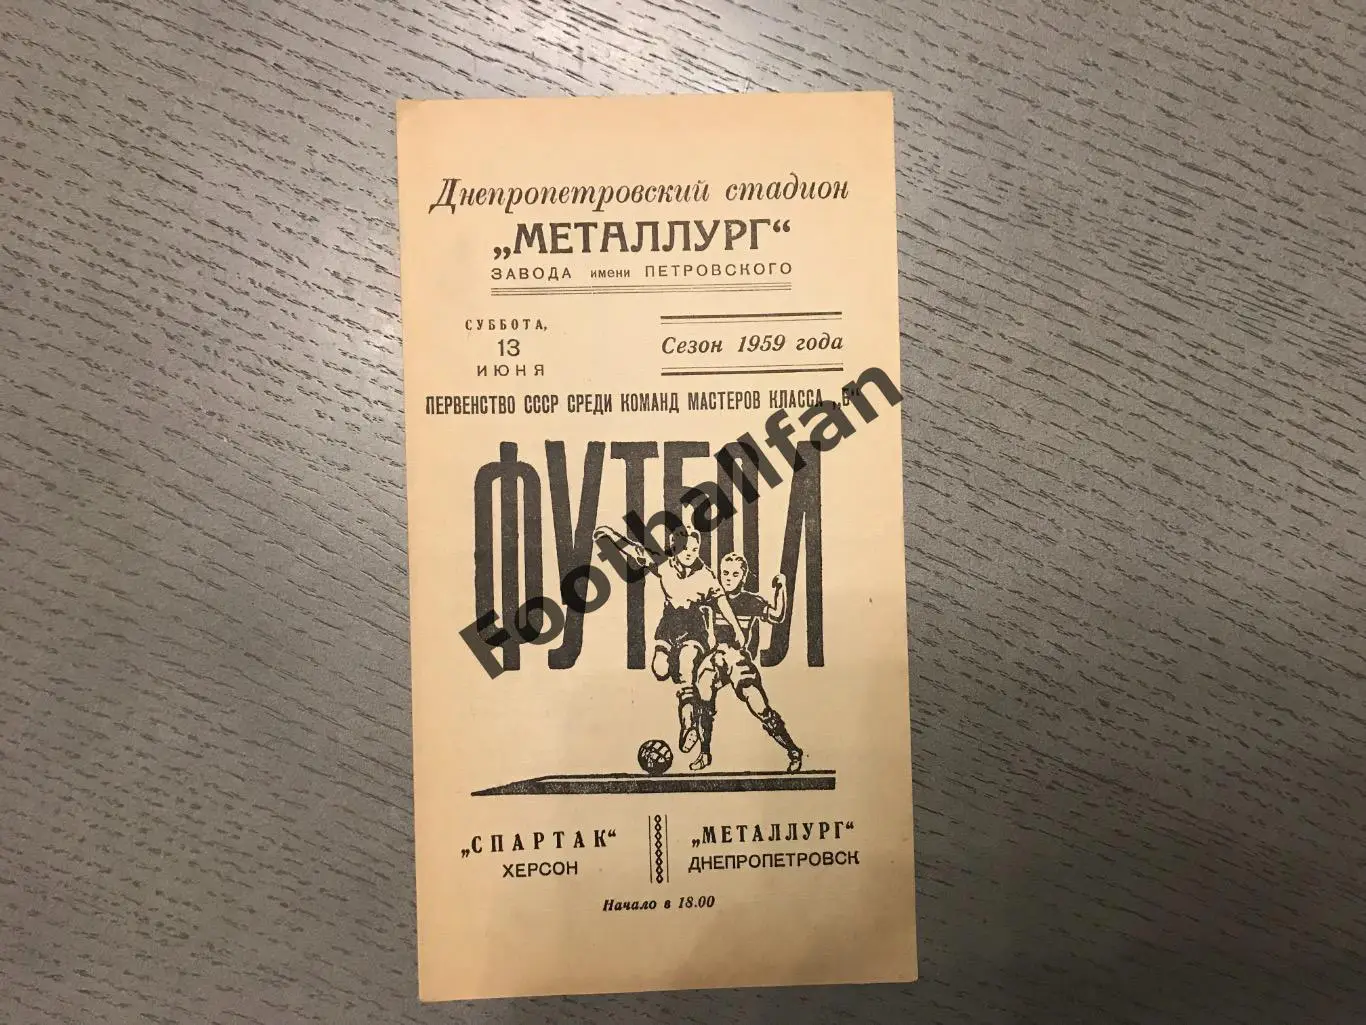 Днепропетровский стадион
„МЕТАЛЛУРГ“
ЗАВОДА имени ПЕТРОВСКОГО
СУББОТА,
13
ИЮНЯ
Сезон 1959 года
ПЕРВЕНСТВО СССР СРЕДИ КОМАНД МАСТЕРОВ КЛАССА „Б“
ФУТБОЛ
Footballfan
„СПАРТАК“
ХЕРСОН
„МЕТАЛЛУРГ“
ДНЕПРОПЕТРОВСК
Начало в 18.00